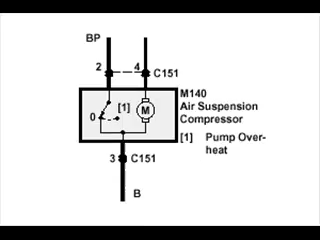 BP
2 4 C151
M140
Air Suspension
Compressor
[1] Pump Over-
heat
[1]
0
M
3 C151
B